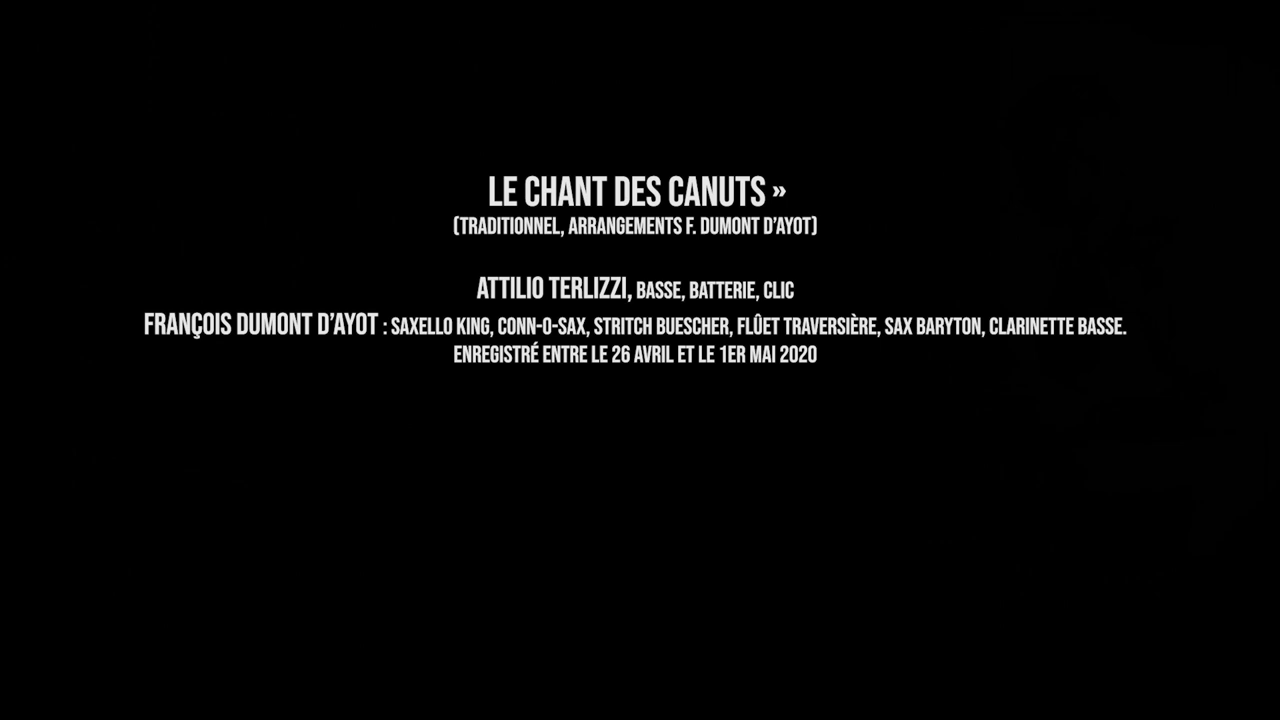 LE CHANT DES CANUTS »
(TRADITIONNEL, ARRANGEMENTS F. DUMONT D’AYOT)
ATTILIO TERLIZZI, BASSE, BATTERIE, CLIC
FRANÇOIS DUMONT D’AYOT : SAXELLO KING, CONN-O-SAX, STRITCH BUESCHER, FLÛET TRAVERSIÈRE, SAX BARYTON, CLARINETTE BASSE.
ENREGISTRÉ ENTRE LE 26 AVRIL ET LE 1ER MAI 2020